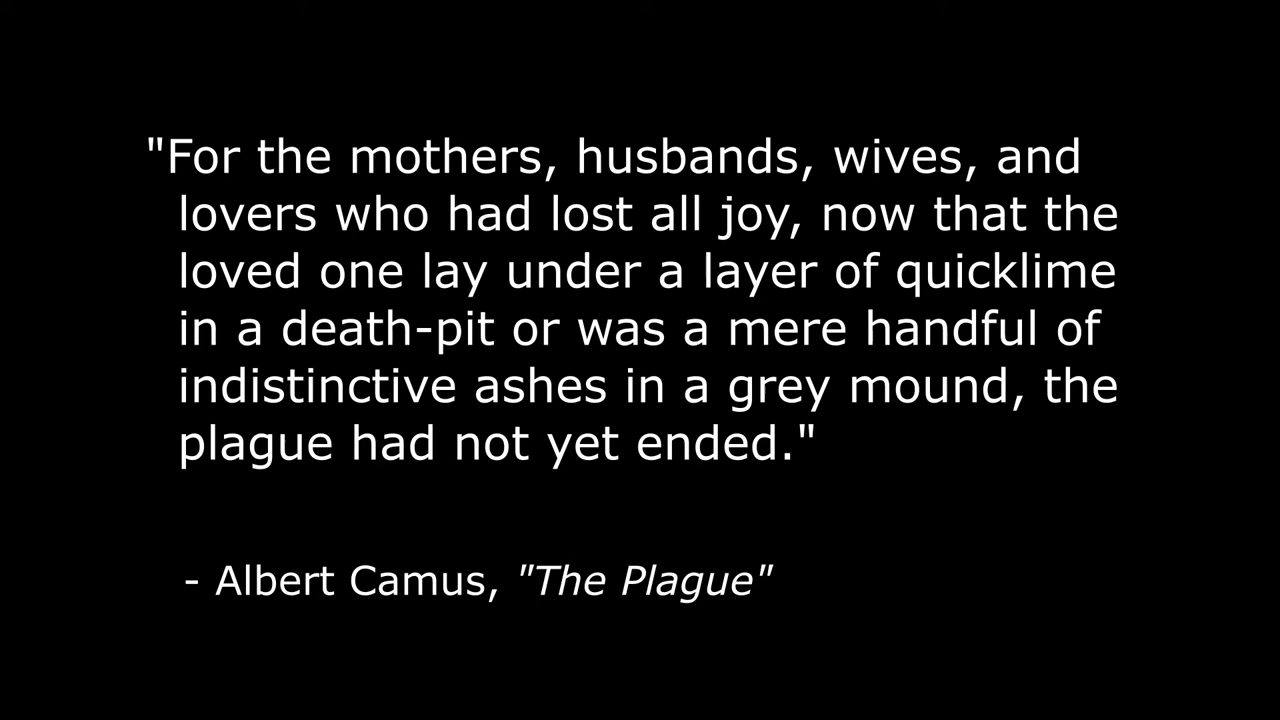 "For the mothers, husbands, wives, and
lovers who had lost all joy, now that the
loved one lay under a layer of quicklime
in a death-pit or was a mere handful of
indistinctive ashes in a grey mound, the
plague had not yet ended."
- Albert Camus, "The Plague"